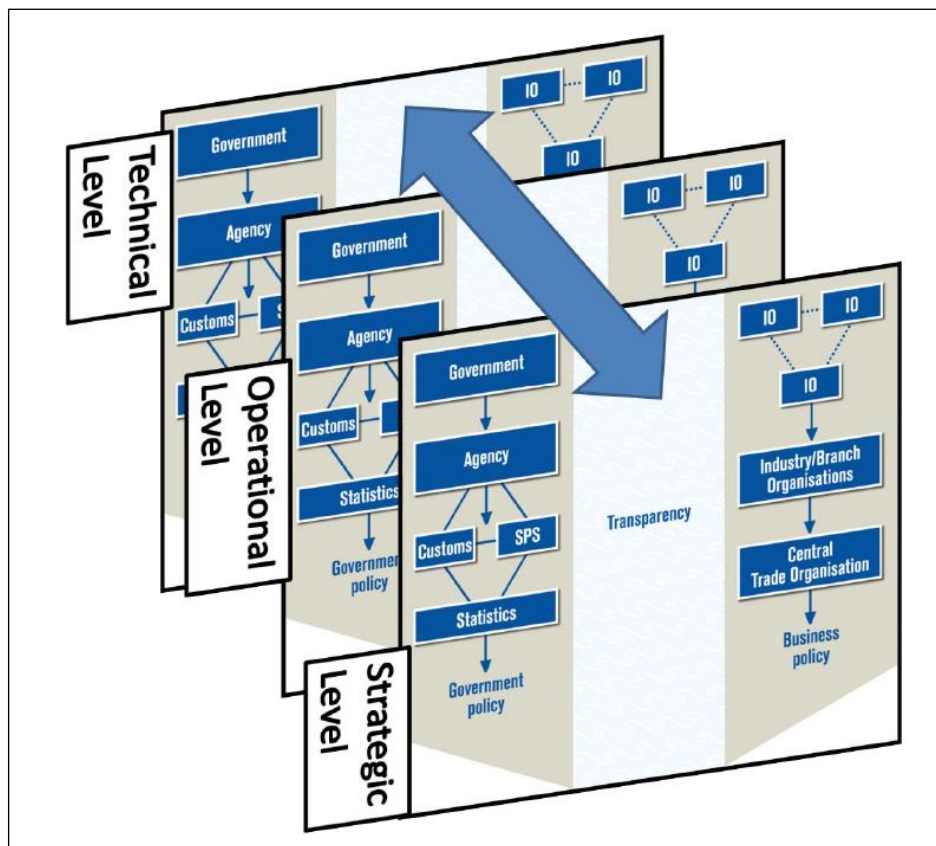 Technical
Level
Government
Agency
Customs
IO
IO
IO
Operational
Level
Government
Agency
Customs
Statistics
Government
policy
IO
IO
IO
Strategic
Level
Government
Agency
Customs
SPS
Statistics
Government
policy
Transparency
IO
IO
IO
Industry/Branch
Organisations
Central
Trade Organisation
Business
policy